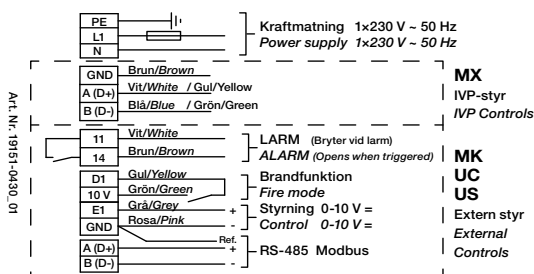 PE
L1
N
Kraftmatning 1×230 V ~ 50 Hz
Power supply 1×230 V ~ 50 Hz
GND Brun/Brown
A (D+) Vit/White / Gul/Yellow
B (D-) Blå/Blue / Grön/Green
MX
IVP-styr
IVP Controls
11 Vit/White
14 Brun/Brown
LARM (Bryter vid larm)
ALARM (Opens when triggered)
D1 Gul/Yellow
10 V Grön/Green
Brandfunktion
Fire mode
E1 Grå/Grey +
GND Rosa/Pink -
Styrning 0-10 V =
Control 0-10 V =
Ref.
A (D+) +
B (D-) -
RS-485 Modbus
MK
UC
US
Extern styr
External
Controls
Art. Nr. 19151-0430_01